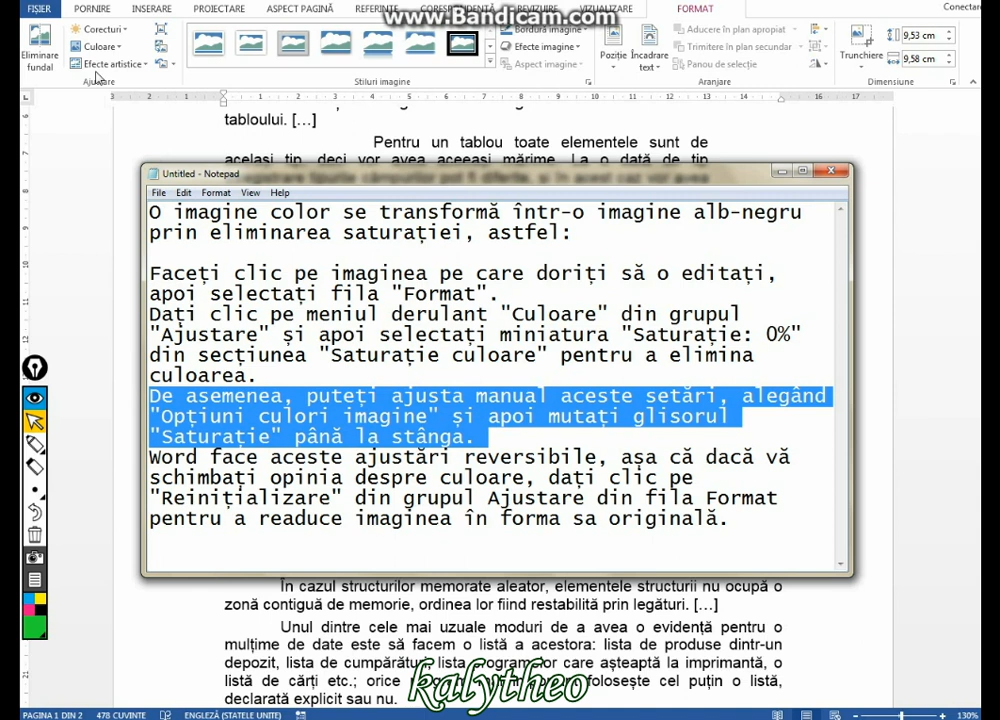 www.Bandicam.com
FIȘIER PORNIRE INSERARE PROIECTARE ASPECT PAGINĂ REFERINȚE CORESPONDENȚĂ REVIZUIRE VIZUALIZARE FORMAT Conectare
Eliminare fundal
Corecturi
Culoare
Efecte artistice
Ajustare
Stiluri imagine
Bordură imagine
Efecte imagine
Aspect imagine
Poziție
Încadrare text
Aducere în plan apropiat
Trimitere în plan secundar
Panou de selecție
Aranjare
Trunchiere
9,53 cm
9,58 cm
Dimensiune
tabloului. […]
Pentru un tablou toate elementele sunt de
același tip, deci vor avea aceeași mărime. La o dată de tip
Untitled - Notepad
File Edit Format View Help
O imagine color se transformă într-o imagine alb-negru
prin eliminarea saturației, astfel:
Faceți clic pe imaginea pe care doriți să o editați,
apoi selectați fila "Format".
Dați clic pe meniul derulant "Culoare" din grupul
"Ajustare" și apoi selectați miniatura "Saturație: 0%"
din secțiunea "Saturație culoare" pentru a elimina
culoarea.
De asemenea, puteți ajusta manual aceste setări, alegând
"Opțiuni culori imagine" și apoi mutați glisorul
"Saturație" până la stânga.
Word face aceste ajustări reversibile, așa că dacă vă
schimbați opinia despre culoare, dați clic pe
"Reinițializare" din grupul Ajustare din fila Format
pentru a readuce imaginea în forma sa originală.
În cazul structurilor memorate aleator, elementele structurii nu ocupă o
zonă contiguă de memorie, ordinea lor fiind restabilită prin legături. […]
Unul dintre cele mai uzuale moduri de a avea o evidență pentru o
mulțime de date este să facem o listă a acestora: lista de produse dintr-un
depozit, lista de cumpărături, lista programelor care așteaptă la imprimantă, o
listă de cărți etc.; orice folosește cel puțin o listă,
declarată explicit sau nu.
kalytheo
PAGINA 1 DIN 2 478 CUVINTE ENGLEZĂ (STATELE UNITE) 130%